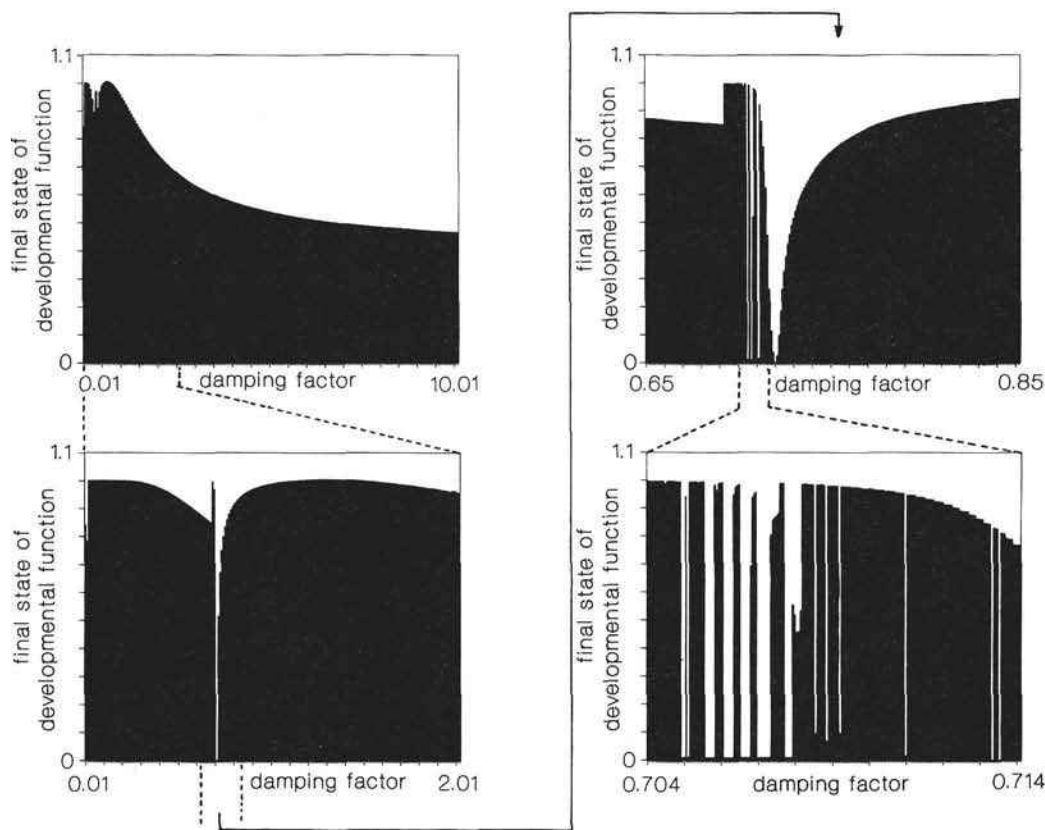 1.1
final state of
developmental function
0
0.01
damping factor
10.01
1.1
final state of
developmental function
0
0.65
damping factor
0.85
1.1
final state of
developmental function
0
0.01
damping factor
2.01
1.1
final state of
developmental function
0
0.704
damping factor
0.714